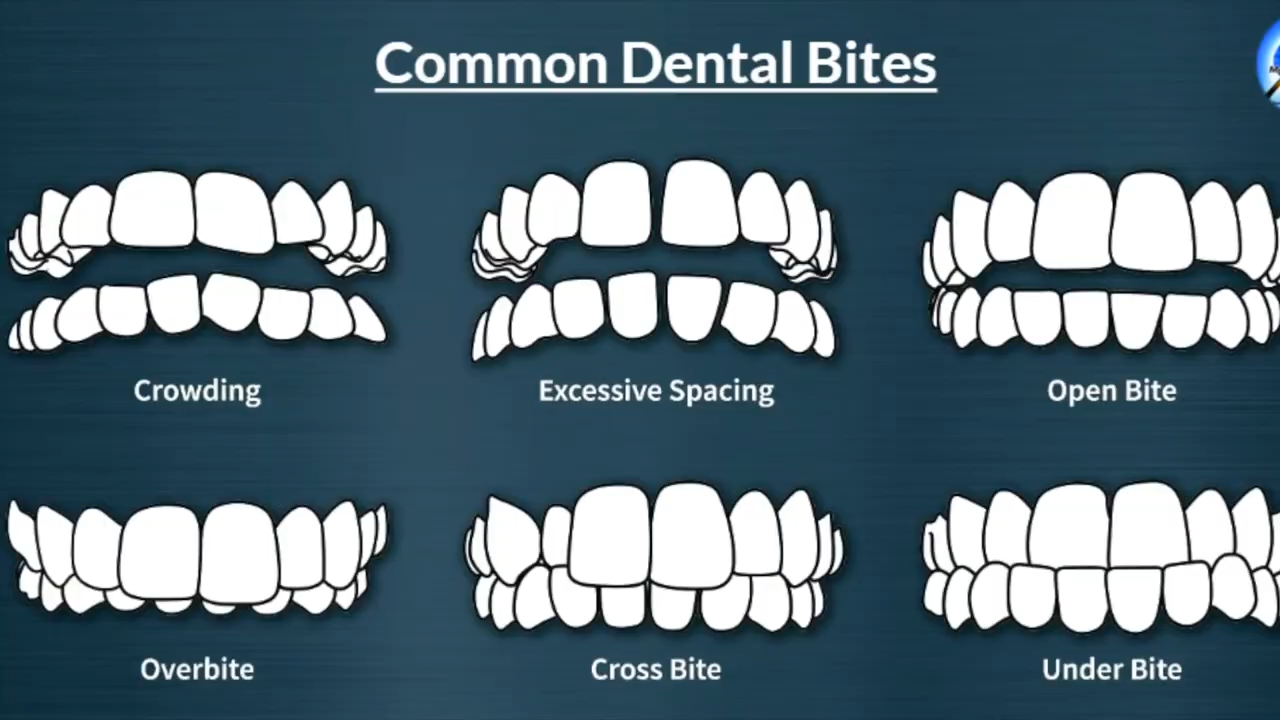 Common Dental Bites
Crowding
Excessive Spacing
Open Bite
Overbite
Cross Bite
Under Bite